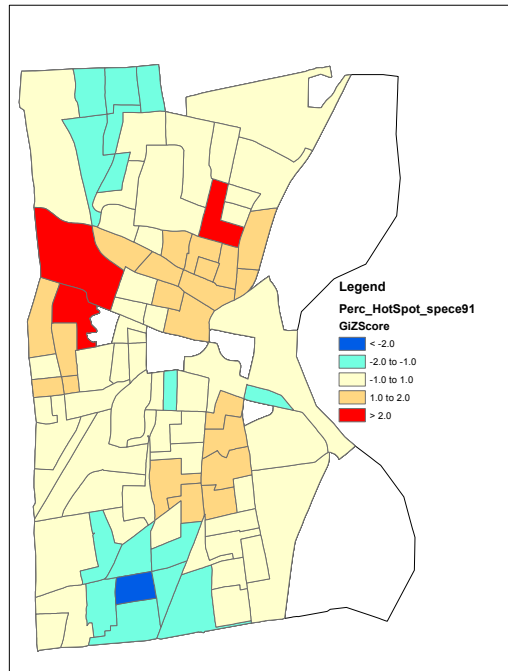 Legend
Perc_HotSpot_spece91
GiZScore
< -2.0
-2.0 to -1.0
-1.0 to 1.0
1.0 to 2.0
> 2.0